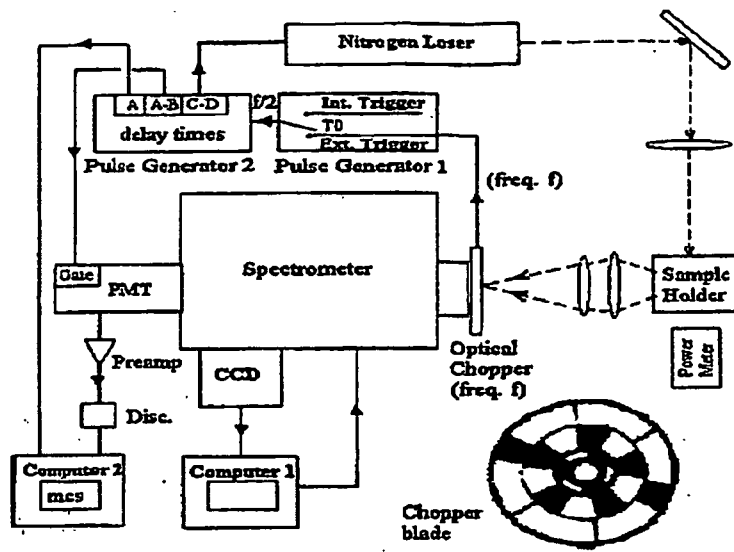 Nitrogen Loser
A A-B C-D
delay times
f/2
Int. Trigger
T0
Ext. Trigger
Pulse Generator 2
Pulse Generator 1
(freq. f)
Gate
PMT
Spectrometer
Sample
Holder
Power
Meter
Preamp
CCD
Optical
Chopper
(freq. f)
Disc.
Computer 2
mcs
Computer 1
Chopper
blade